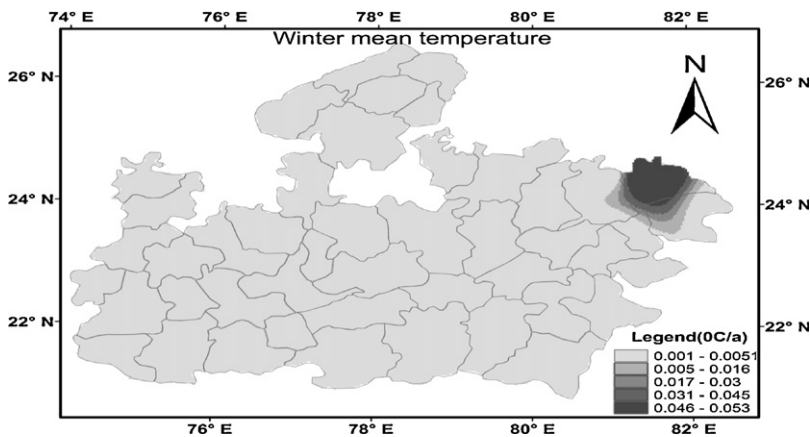 74° E 76° E 78° E 80° E 82° E
Winter mean temperature
26° N 26° N
N
24° N 24° N
22° N 22° N
Legend(0C/a)
0.001 - 0.0051
0.005 - 0.016
0.017 - 0.03
0.031 - 0.045
0.046 - 0.053
76° E 78° E 80° E 82° E